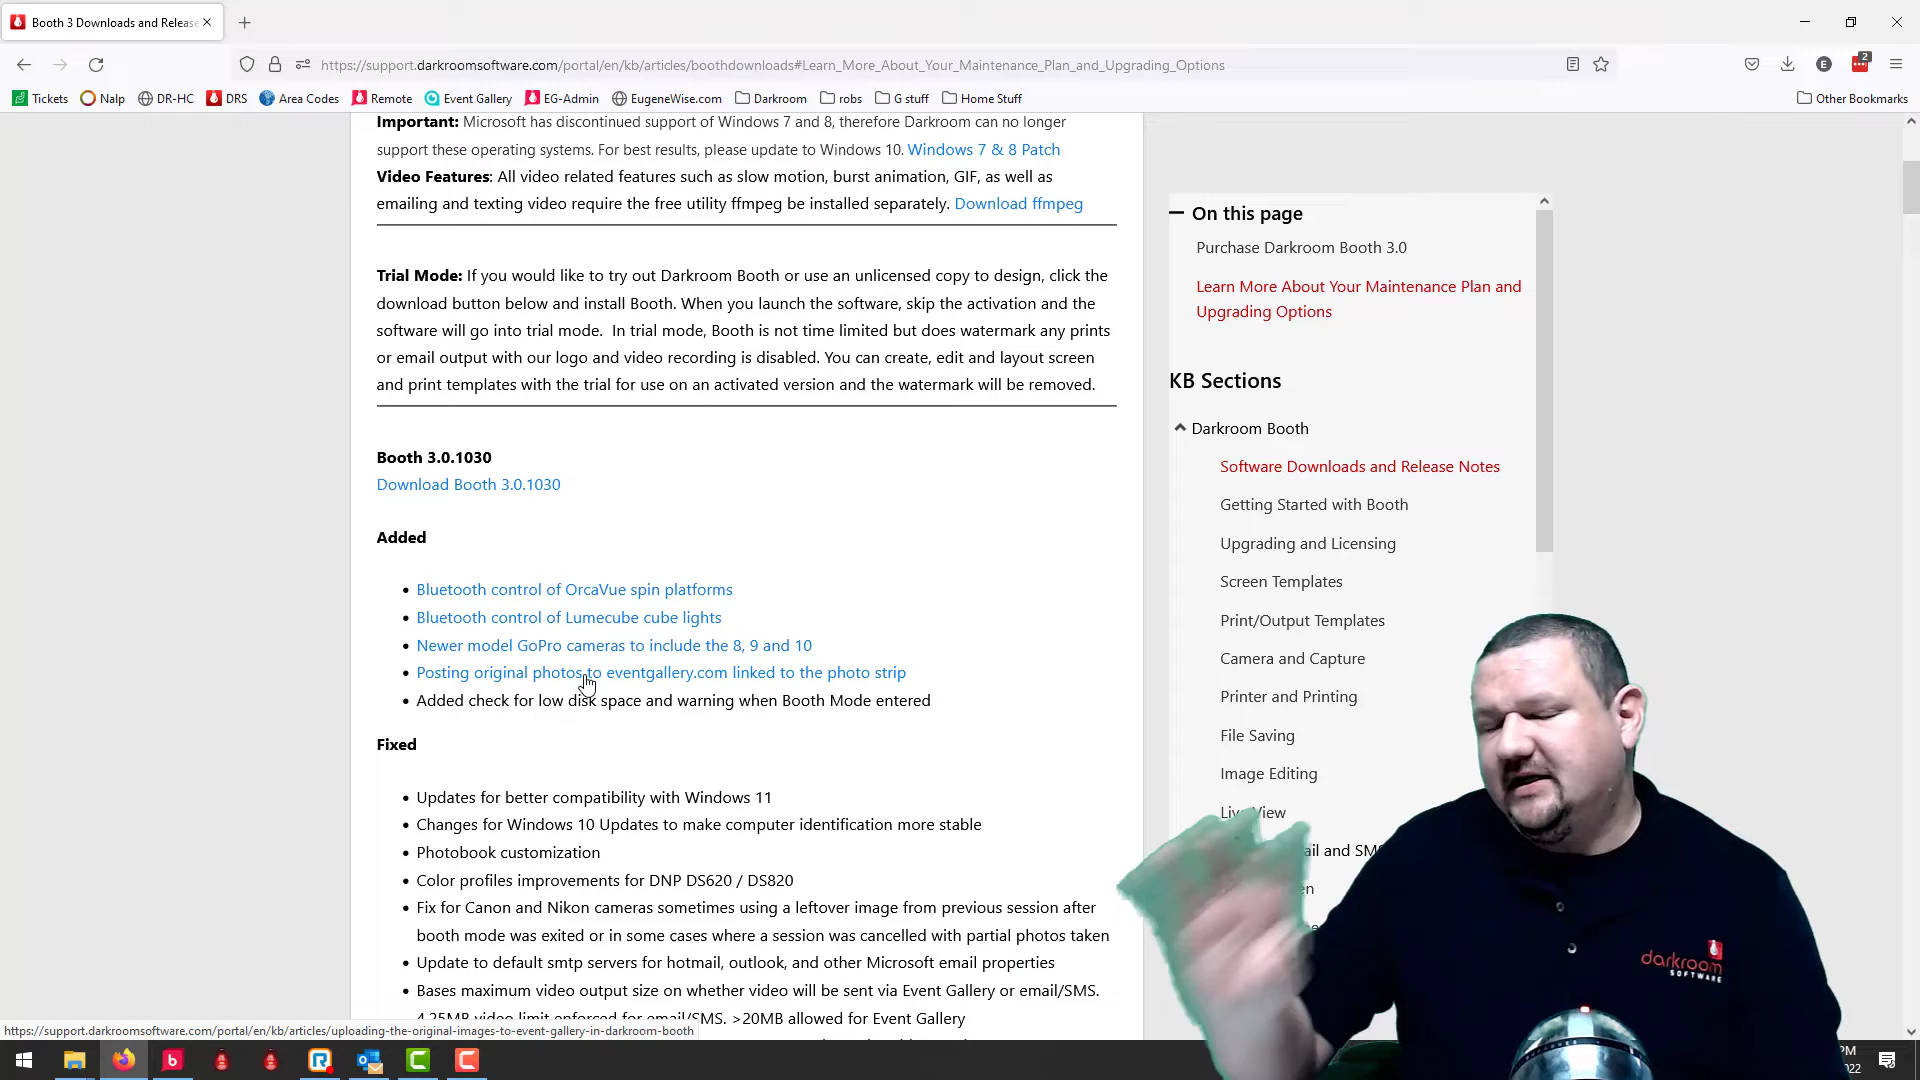 Booth 3 Downloads and Release
https://support.darkroomsoftware.com/portal/en/kb/articles/boothdownloads#Learn_More_About_Your_Maintenance_Plan_and_Upgrading_Options
E
2
Tickets Nalp DR-HC DRS Area Codes Remote Event Gallery EG-Admin EugeneWise.com Darkroom robs G stuff Home Stuff Other Bookmarks
Important: Microsoft has discontinued support of Windows 7 and 8, therefore Darkroom can no longer
support these operating systems. For best results, please update to Windows 10. Windows 7 & 8 Patch
Video Features: All video related features such as slow motion, burst animation, GIF, as well as
emailing and texting video require the free utility ffmpeg be installed separately. Download ffmpeg
Trial Mode: If you would like to try out Darkroom Booth or use an unlicensed copy to design, click the
download button below and install Booth. When you launch the software, skip the activation and the
software will go into trial mode. In trial mode, Booth is not time limited but does watermark any prints
or email output with our logo and video recording is disabled. You can create, edit and layout screen
and print templates with the trial for use on an activated version and the watermark will be removed.
Booth 3.0.1030
Download Booth 3.0.1030
Added
• Bluetooth control of OrcaVue spin platforms
• Bluetooth control of Lumecube cube lights
• Newer model GoPro cameras to include the 8, 9 and 10
• Posting original photos to eventgallery.com linked to the photo strip
• Added check for low disk space and warning when Booth Mode entered
Fixed
• Updates for better compatibility with Windows 11
• Changes for Windows 10 Updates to make computer identification more stable
• Photobook customization
• Color profiles improvements for DNP DS620 / DS820
• Fix for Canon and Nikon cameras sometimes using a leftover image from previous session after
booth mode was exited or in some cases where a session was cancelled with partial photos taken
• Update to default smtp servers for hotmail, outlook, and other Microsoft email properties
• Bases maximum video output size on whether video will be sent via Event Gallery or email/SMS.
4.25MB video limit enforced for email/SMS. >20MB allowed for Event Gallery
On this page
Purchase Darkroom Booth 3.0
Learn More About Your Maintenance Plan and
Upgrading Options
KB Sections
Darkroom Booth
Software Downloads and Release Notes
Getting Started with Booth
Upgrading and Licensing
Screen Templates
Print/Output Templates
Camera and Capture
Printer and Printing
File Saving
Image Editing
Live View
ail and SMS
en
darkroom
SOFTWARE
https://support.darkroomsoftware.com/portal/en/kb/articles/uploading-the-original-images-to-event-gallery-in-darkroom-booth
PM
022